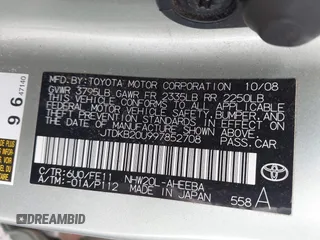 MFD. BY: TOYOTA MOTOR CORPORATION 10/08
GVWR 3795LB GAWR FR 2335LB RR 2250LB
THIS VEHICLE CONFORMS TO ALL APPLICABLE
FEDERAL MOTOR VEHICLE SAFETY, BUMPER,
AND THEFT PREVENTION STANDARDS IN EFFECT
ON THE DATE OF MANUFACTURE SHOWN ABOVE.
JTDKB20U997852708 PASS. CAR
C/TR: 6U0/FE11 NHW20L-AHEEBA
A/TM: -01A/P112 MADE IN JAPAN
558 A
96
DREAMBID